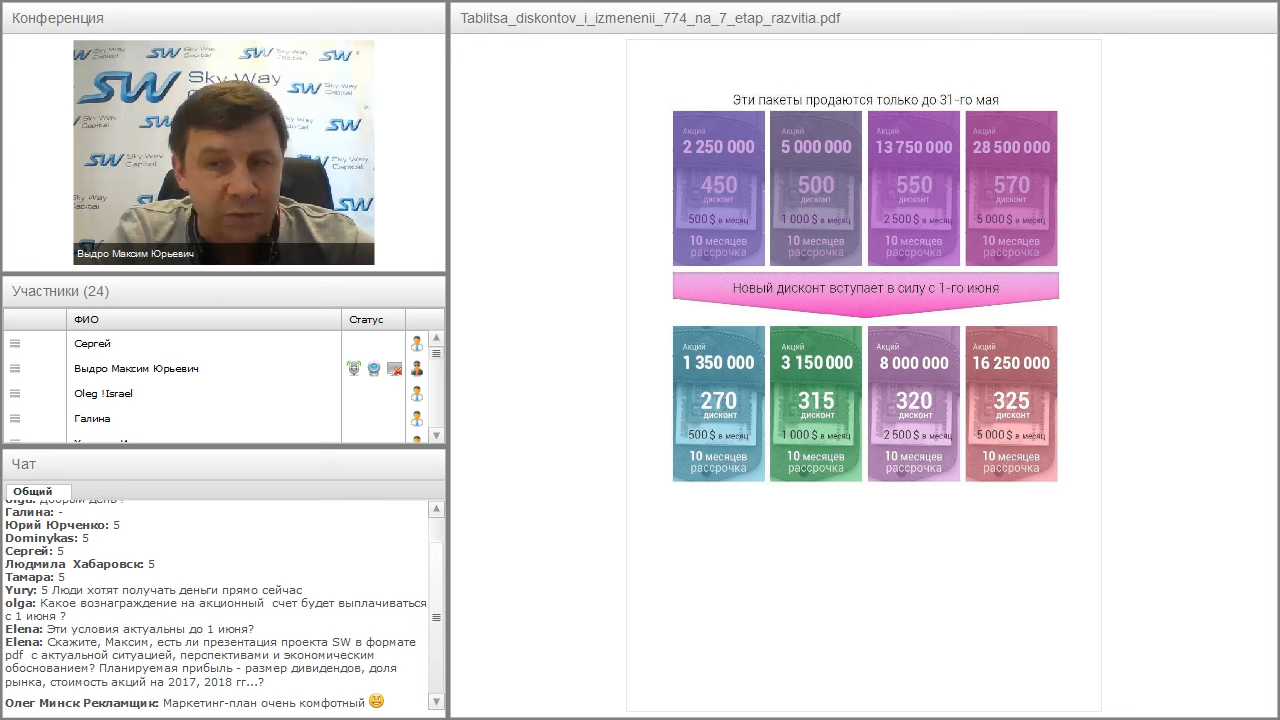 Конференция
SW
Sky Way
Capital
Выдро Максим Юрьевич
Участники (24)
ФИО Статус
Сергей
Выдро Максим Юрьевич
Oleg !Israel
Галина
Чат
Общий
olga: Добрый день !
Галина: -
Юрий Юрченко: 5
Dominykas: 5
Сергей: 5
Людмила Хабаровск: 5
Тамара: 5
Yury: 5 Люди хотят получать деньги прямо сейчас
olga: Какое вознаграждение на акционный счет будет выплачиваться
с 1 июня ?
Elena: Эти условия актуальны до 1 июня?
Elena: Скажите, Максим, есть ли презентация проекта SW в формате
pdf с актуальной ситуацией, перспективами и экономическим
обоснованием? Планируемая прибыль - размер дивидендов, доля
рынка, стоимость акций на 2017, 2018 гг...?
Олег Минск Рекламщик: Маркетинг-план очень комфотный
Tablitsa_diskontov_i_izmenenii_774_na_7_etap_razvitia.pdf
Эти пакеты продаются только до 31-го мая
Акций Акций Акций Акций
2 250 000 5 000 000 13 750 000 28 500 000
450 500 550 570
дисконт дисконт дисконт дисконт
500 $ в месяц 1 000 $ в месяц 2 500 $ в месяц 5 000 $ в месяц
10 месяцев 10 месяцев 10 месяцев 10 месяцев
рассрочка рассрочка рассрочка рассрочка
Новый дисконт вступает в силу с 1-го июня
Акций Акций Акций Акций
1 350 000 3 150 000 8 000 000 16 250 000
270 315 320 325
дисконт дисконт дисконт дисконт
500 $ в месяц 1 000 $ в месяц 2 500 $ в месяц 5 000 $ в месяц
10 месяцев 10 месяцев 10 месяцев 10 месяцев
рассрочка рассрочка рассрочка рассрочка